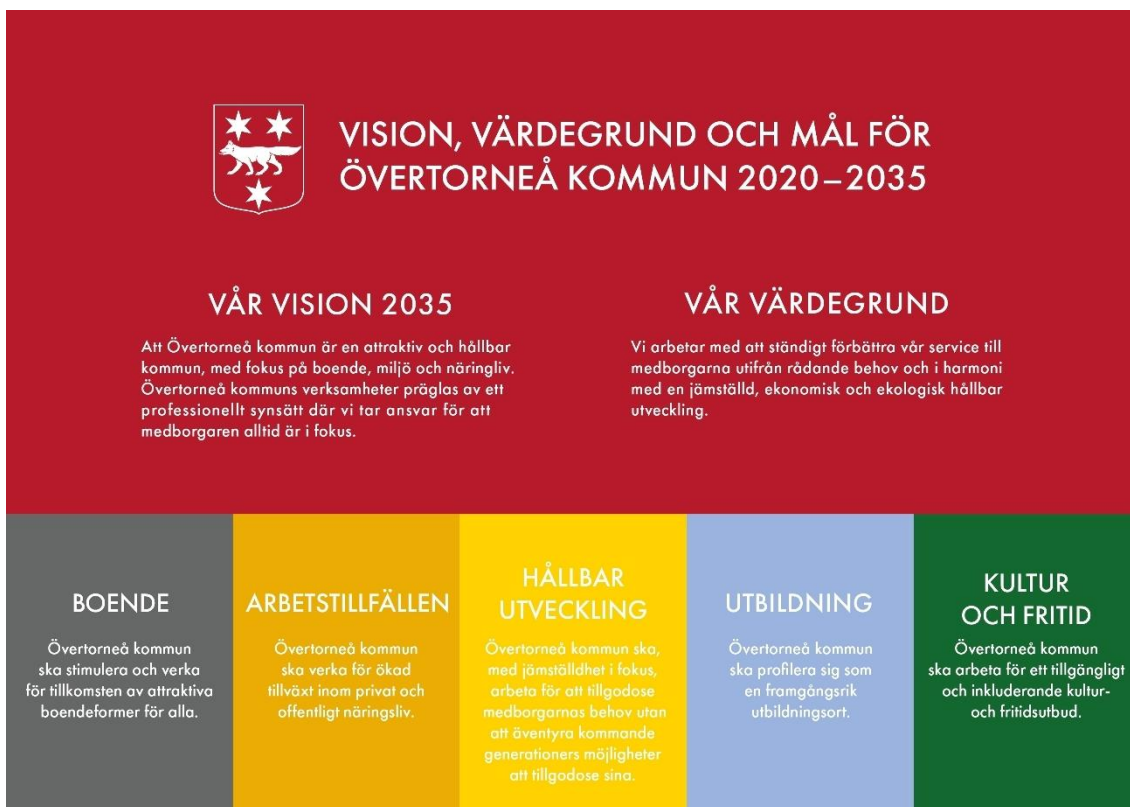 VISION, VÄRDEGRUND OCH MÅL FÖR
ÖVERTORNEÅ KOMMUN 2020–2035
VÅR VISION 2035
Att Övertorneå kommun är en attraktiv och hållbar
kommun, med fokus på boende, miljö och näringliv.
Övertorneå kommuns verksamheter präglas av ett
professionellt synsätt där vi tar ansvar för att
medborgaren alltid är i fokus.
VÅR VÄRDEGRUND
Vi arbetar med att ständigt förbättra vår service till
medborgarna utifrån rådande behov och i harmoni
med en jämställd, ekonomisk och ekologisk hållbar
utveckling.
BOENDE
Övertorneå kommun
ska stimulera och verka
för tillkomsten av attraktiva
boendeformer för alla.
ARBETSTILLFÄLLEN
Övertorneå kommun
ska verka för ökad
tillväxt inom privat och
offentligt näringsliv.
HÅLLBAR
UTVECKLING
Övertorneå kommun ska,
med jämställdhet i fokus,
arbeta för att tillgodose
medborgarnas behov utan
att äventyra kommande
generationers möjligheter
att tillgodose sina.
UTBILDNING
Övertorneå kommun
ska profilera sig som
en framgångsrik
utbildningsort.
KULTUR
OCH FRITID
Övertorneå kommun
ska arbeta för ett tillgängligt
och inkluderande kultur-
och fritidsutbud.